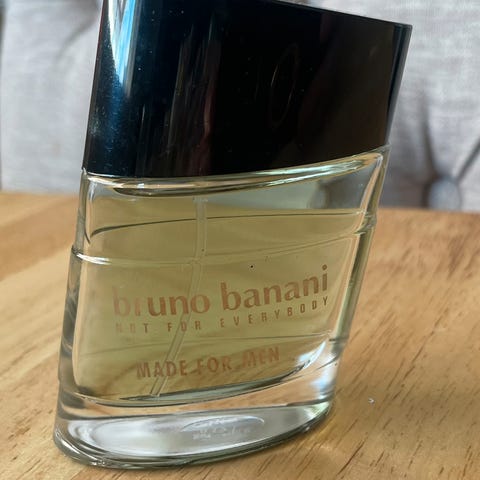 bruno banani
NOT FOR EVERYBODY
MADE FOR MEN